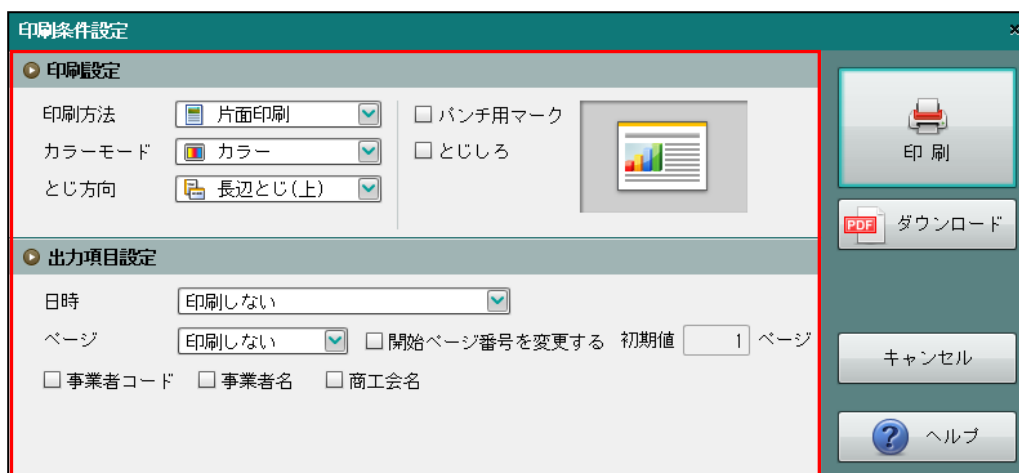 印刷条件設定
印刷設定
印刷方法 片面印刷 パンチ用マーク
カラーモード カラー とじしろ
とじ方向 長辺とじ(上)
出力項目設定
日時 印刷しない
ページ 印刷しない 開始ページ番号を変更する 初期値 1 ページ
事業者コード 事業者名 商工会名
印 刷
PDF ダウンロード
キャンセル
? ヘルプ